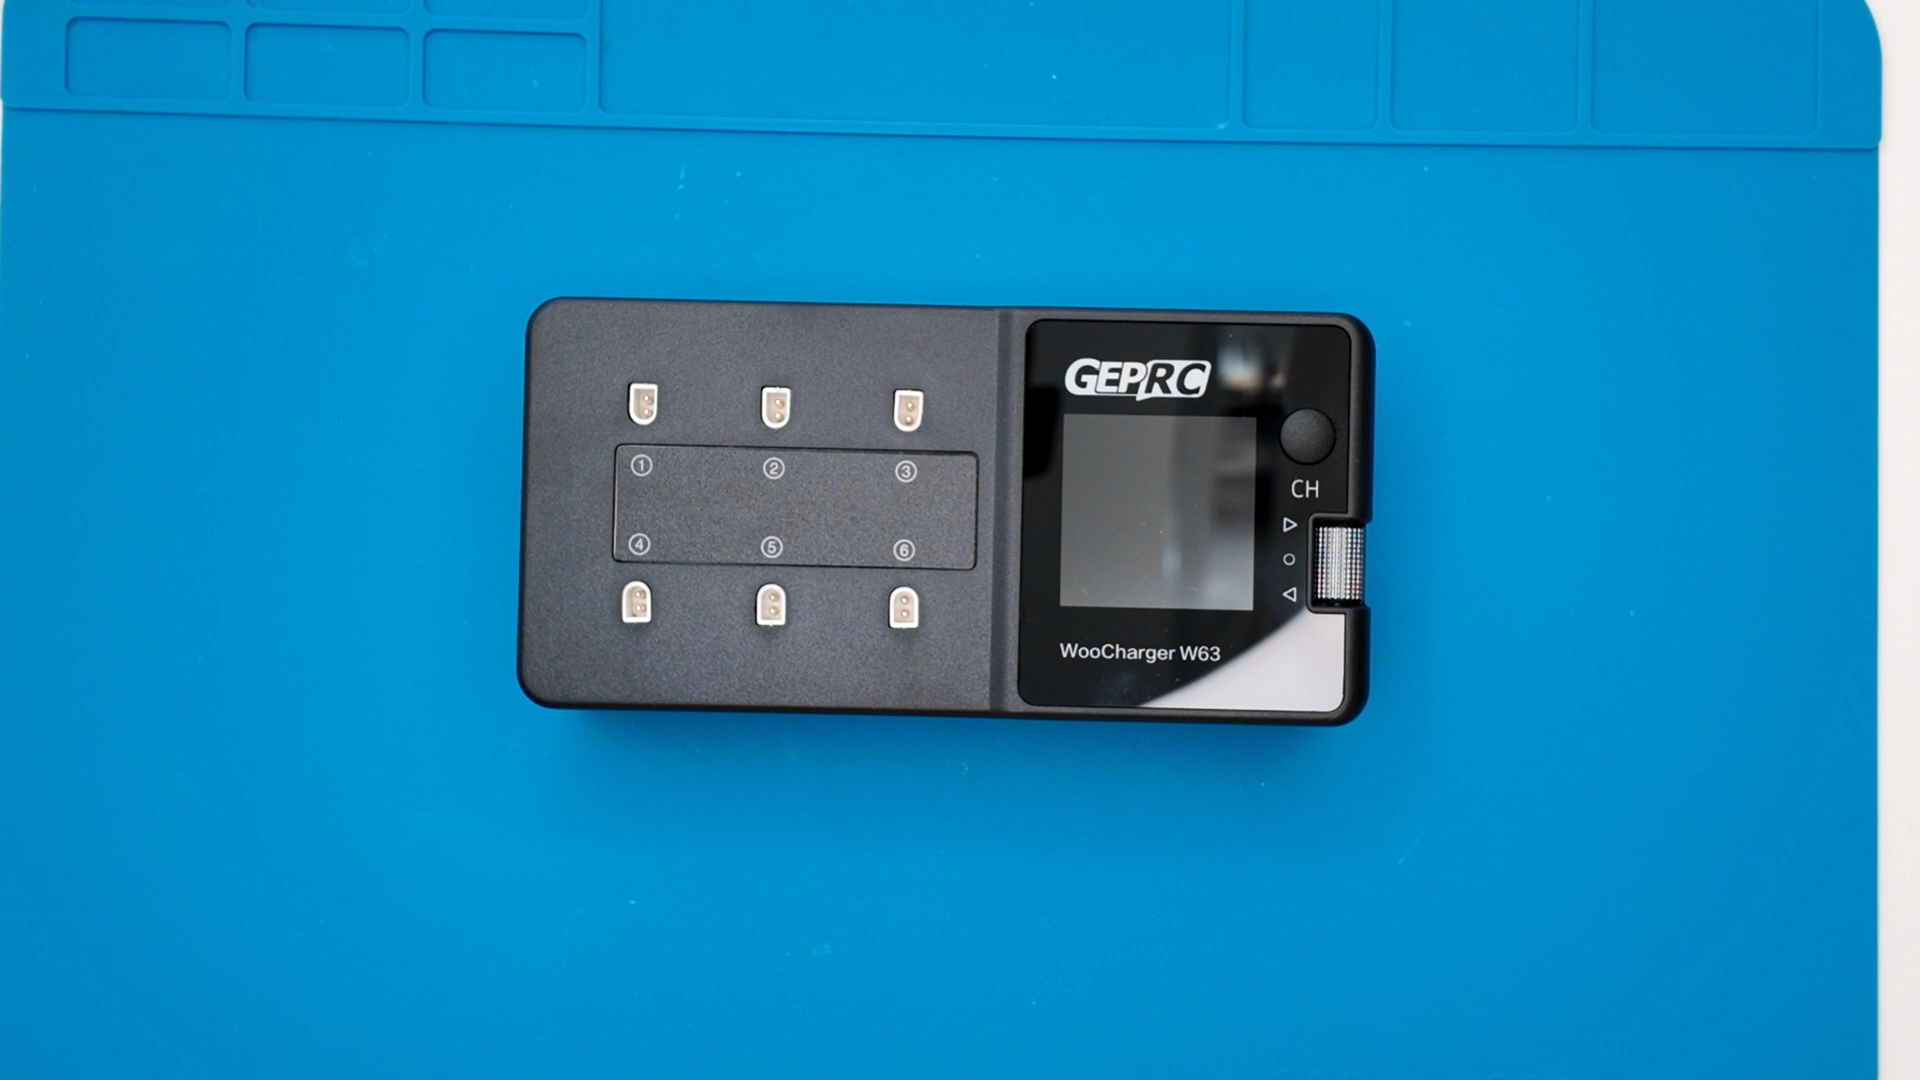 GEPRC
① ② ③
CH
④ ⑤ ⑥
WooCharger W63